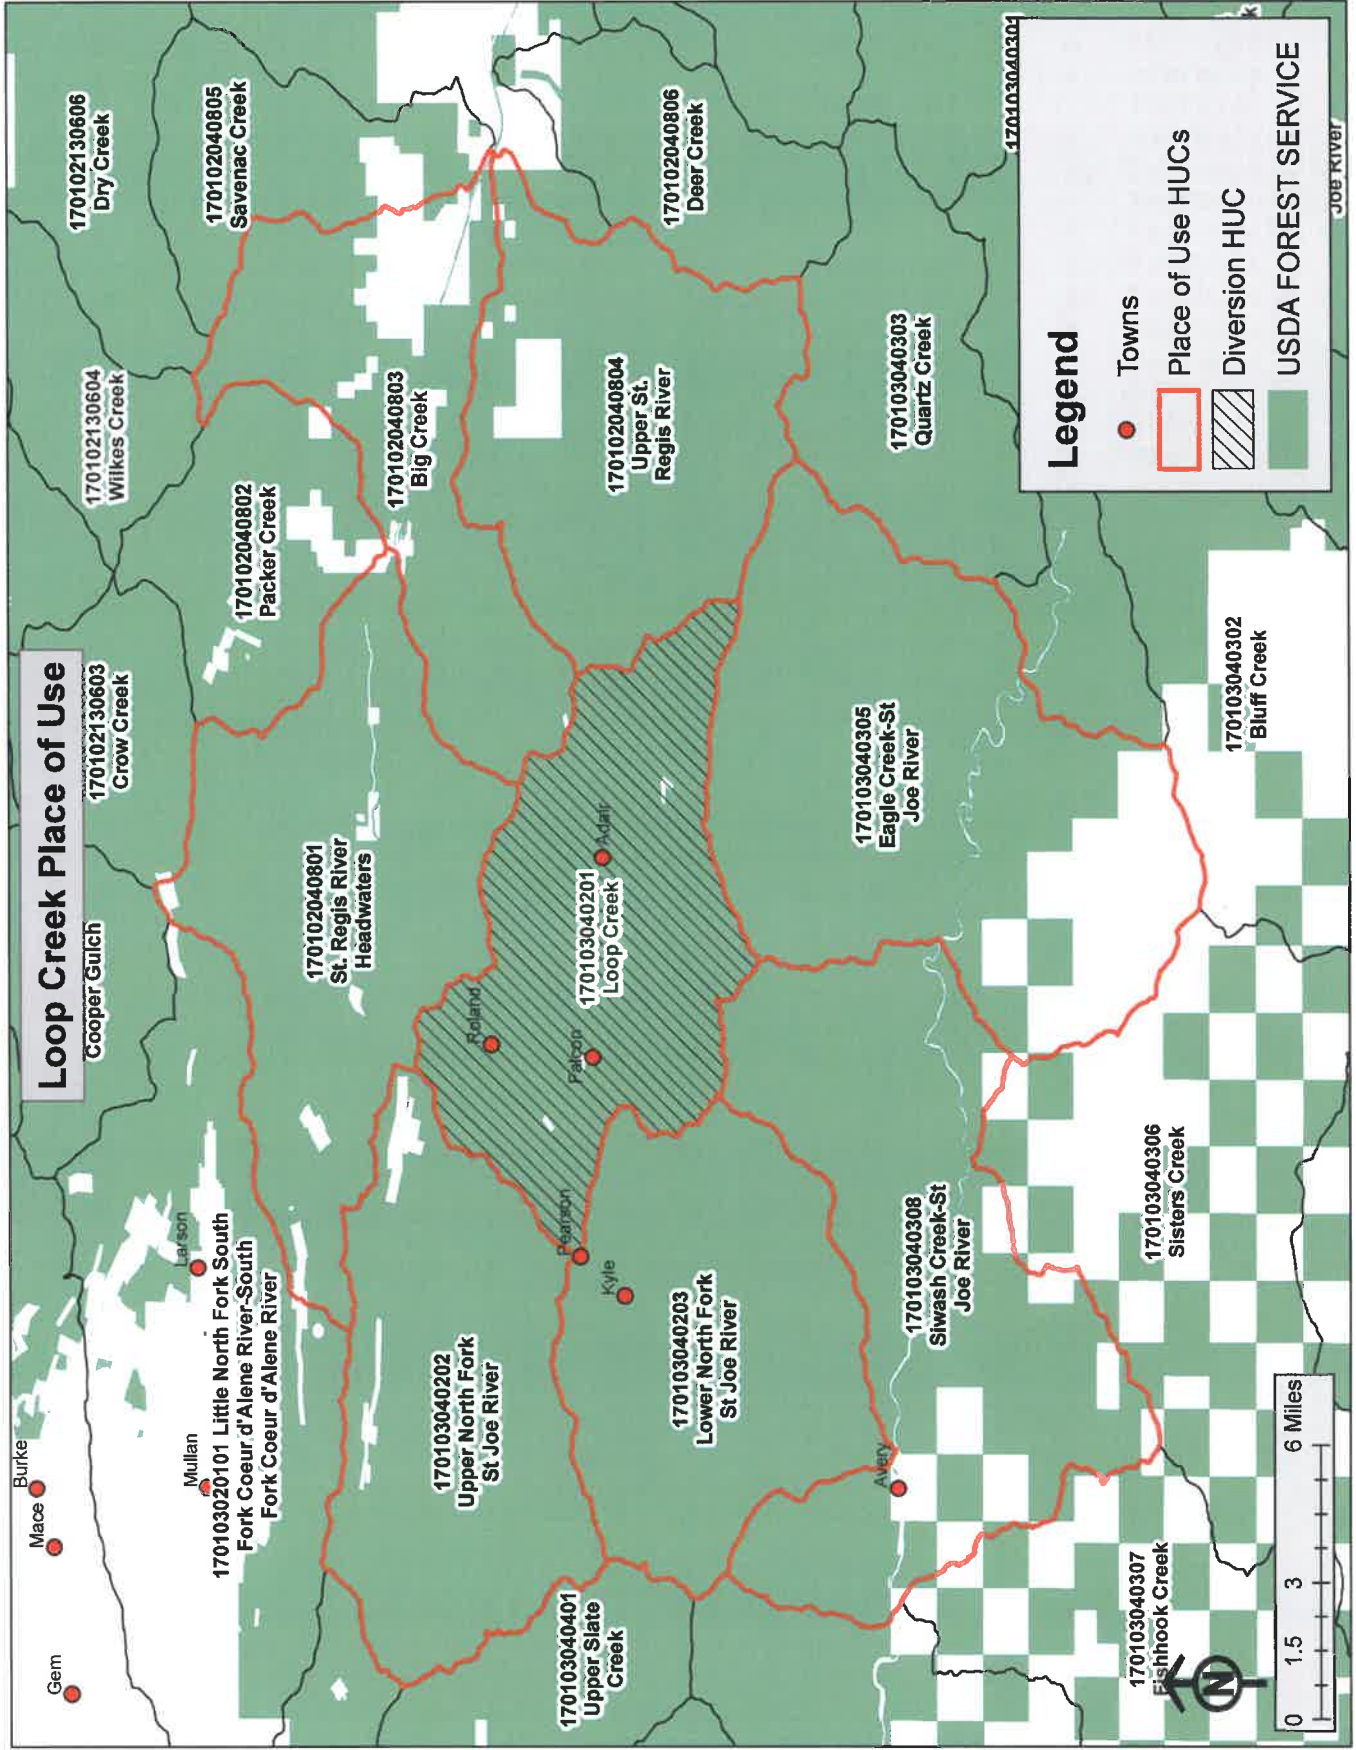 Loop Creek Place of Use
Gem
Mace
Burke
Mullan
Larson
170103020101 Little North Fork South
Fork Coeur d'Alene River-South
Fork Coeur d'Alene River
Cooper Gulch
170102130603
Crow Creek
170102130604
Wilkes Creek
170102130606
Dry Creek
170102040805
Savenac Creek
170102040802
Packer Creek
170102040801
St. Regis River
Headwaters
170102040803
Big Creek
170103040202
Upper North Fork
St Joe River
Roland
Falcon
Pearson
Kyle
170103040201
Loop Creek
Adair
170102040804
Upper St.
Regis River
170102040806
Deer Creek
170103040401
Upper Slate
Creek
170103040203
Lower North Fork
St Joe River
Avery
170103040308
Siwash Creek-St
Joe River
170103040305
Eagle Creek-St
Joe River
170103040303
Quartz Creek
170103040301
170103040307
Fishhook Creek
170103040306
Sisters Creek
170103040302
Bluff Creek
Joe River
Legend
Towns
Place of Use HUCs
Diversion HUC
USDA FOREST SERVICE
N
0 1.5 3 6 Miles